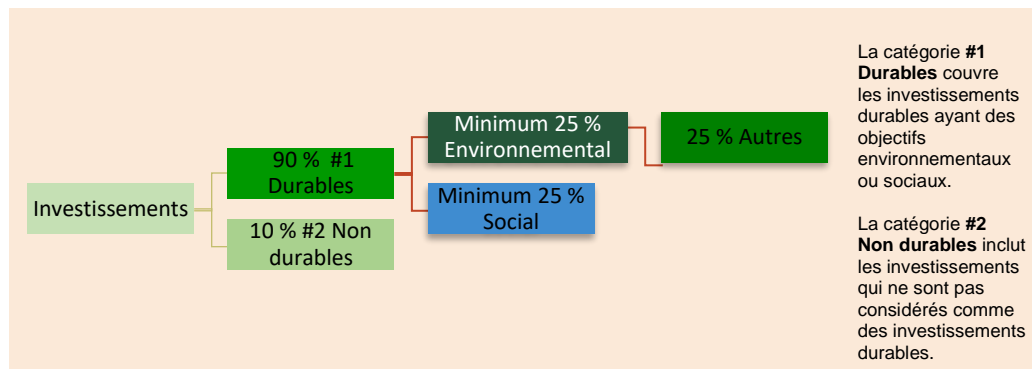 Investissements
90 % #1
Durables
10 % #2 Non
durables
Minimum 25 %
Environnemental
Minimum 25 %
Social
25 % Autres
La catégorie #1
Durables couvre
les investissements
durables ayant des
objectifs
environnementaux
ou sociaux.
La catégorie #2
Non durables inclut
les investissements
qui ne sont pas
considérés comme
des investissements
durables.